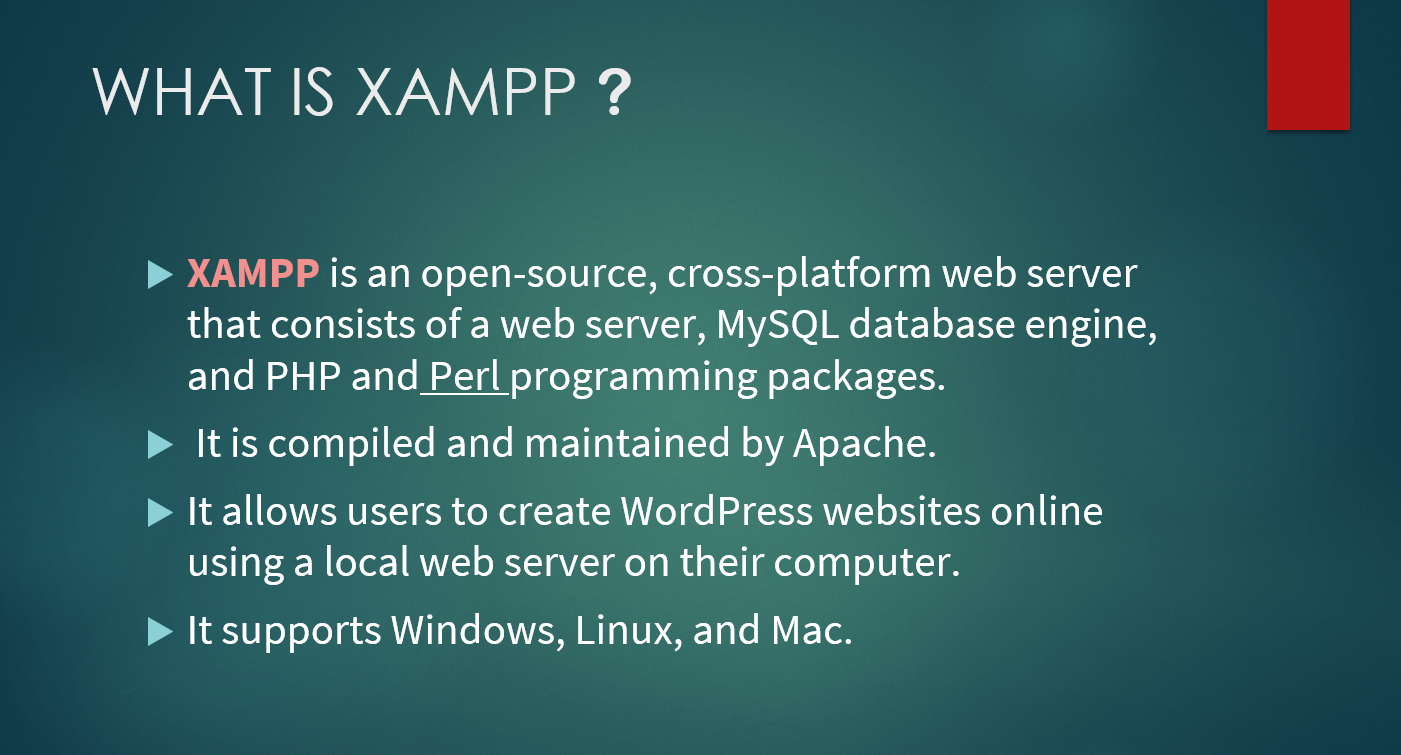 WHAT IS XAMPP ?
XAMPP is an open-source, cross-platform web server
that consists of a web server, MySQL database engine,
and PHP and Perl programming packages.
It is compiled and maintained by Apache.
It allows users to create WordPress websites online
using a local web server on their computer.
It supports Windows, Linux, and Mac.